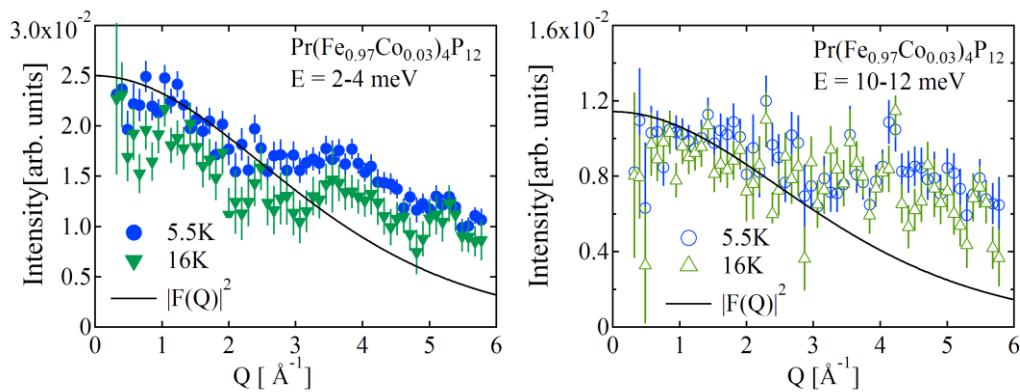 3.0x10⁻²
2.5
2.0
1.5
1.0
0.5
0
Intensity[arb. units]
Pr(Fe₀.₉₇Co₀.₀₃)₄P₁₂
E = 2-4 meV
5.5K
16K
|F(Q)|²
0 1 2 3 4 5 6
Q [ Å⁻¹]
1.6x10⁻²
1.2
0.8
0.4
0
Intensity[arb. units]
Pr(Fe₀.₉₇Co₀.₀₃)₄P₁₂
E = 10-12 meV
5.5K
16K
|F(Q)|²
0 1 2 3 4 5 6
Q [ Å⁻¹]